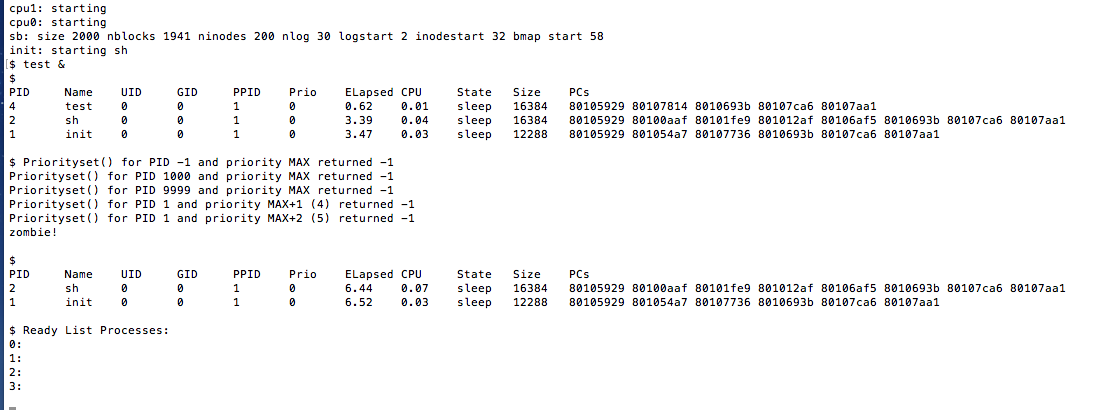 cpu1: starting
cpu0: starting
sb: size 2000 nblocks 1941 ninodes 200 nlog 30 logstart 2 inodestart 32 bmap start 58
init: starting sh
$ test &
$
PID Name UID GID PPID Prio ELapsed CPU State Size PCs
4 test 0 0 1 0 0.62 0.01 sleep 16384 80105929 80107814 8010693b 80107ca6 80107aa1
2 sh 0 0 1 0 3.39 0.04 sleep 16384 80105929 80100aaf 80101fe9 801012af 80106af5 8010693b 80107ca6 80107aa1
1 init 0 0 1 0 3.47 0.03 sleep 12288 80105929 801054a7 80107736 8010693b 80107ca6 80107aa1
$ Priorityset() for PID -1 and priority MAX returned -1
Priorityset() for PID 1000 and priority MAX returned -1
Priorityset() for PID 9999 and priority MAX returned -1
Priorityset() for PID 1 and priority MAX+1 (4) returned -1
Priorityset() for PID 1 and priority MAX+2 (5) returned -1
zombie!
$
PID Name UID GID PPID Prio ELapsed CPU State Size PCs
2 sh 0 0 1 0 6.44 0.07 sleep 16384 80105929 80100aaf 80101fe9 801012af 80106af5 8010693b 80107ca6 80107aa1
1 init 0 0 1 0 6.52 0.03 sleep 12288 80105929 801054a7 80107736 8010693b 80107ca6 80107aa1
$ Ready List Processes:
0:
1:
2:
3: